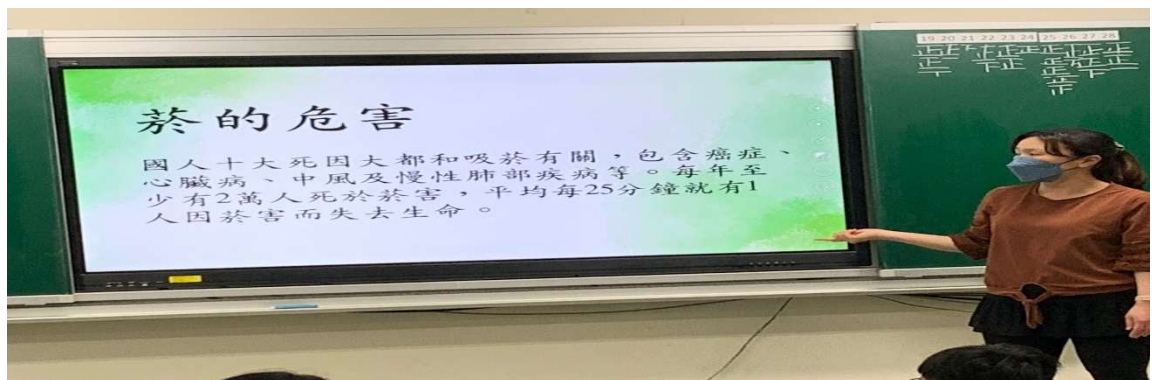 菸的危害
國人十大死因大都和吸菸有關，包含癌症、
心臟病、中風及慢性肺部疾病等。每年至
少有2萬人死於菸害，平均每25分鐘就有1
人因菸害而失去生命。
19 20 21 22 23 24 25 26 27 28